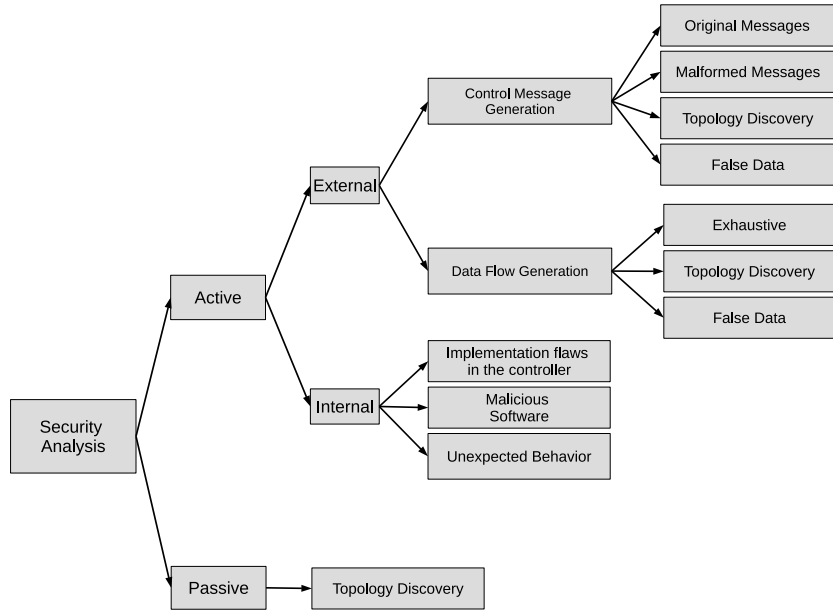 Original Messages
Malformed Messages
Control Message
Generation
Topology Discovery
False Data
External
Exhaustive
Data Flow Generation
Topology Discovery
Active
False Data
Implementation flaws
in the controller
Internal
Malicious
Software
Security
Analysis
Unexpected Behavior
Passive
Topology Discovery